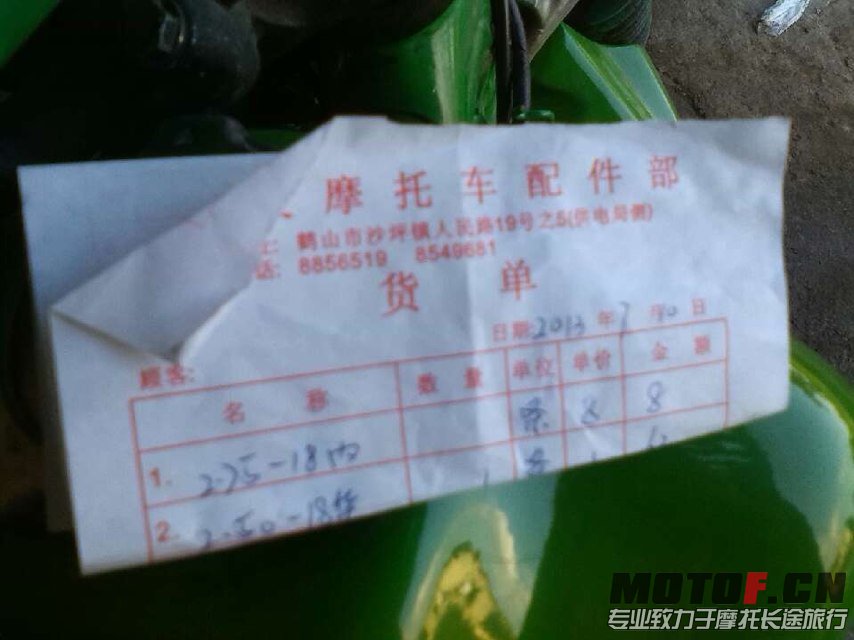 摩托车配件部
鹤山市沙坪镇人民路19号之5(供电局侧)
8856519 8549681
货单
日期:2013年7月10日
顾客:
名称 数量 单位 单价 金额
1. 2.75-18内 条 8 8
2. 2.50-18 1
MOTOF.CN
专业致力于摩托长途旅行